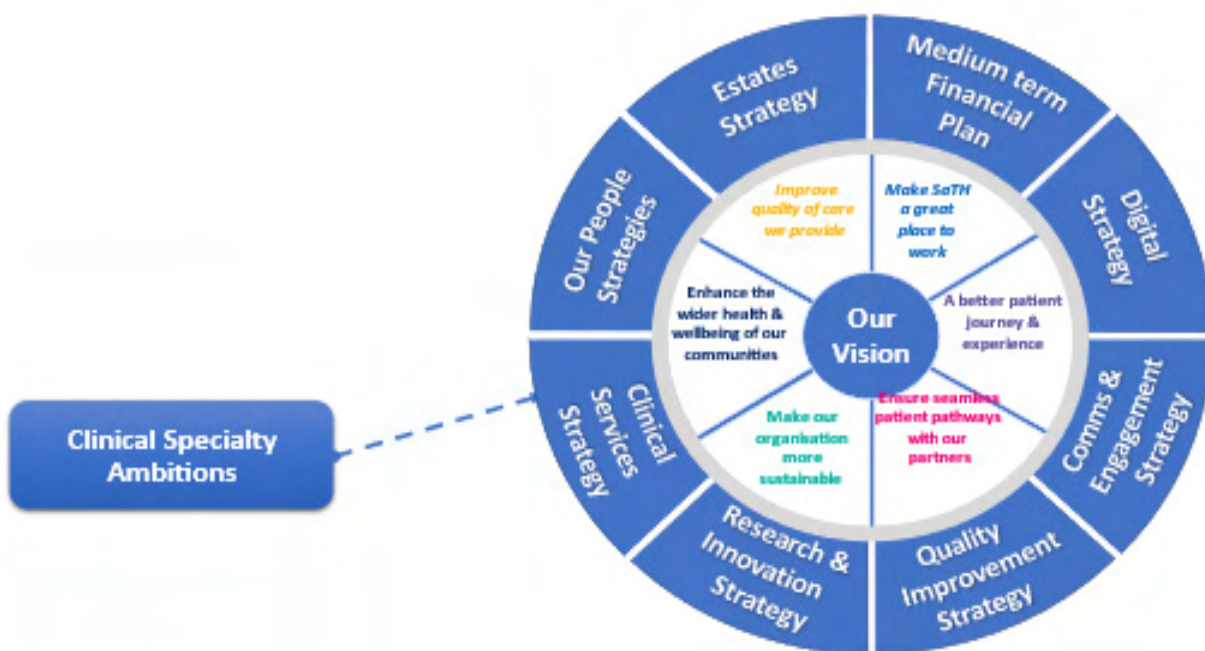 Estates
Strategy
Medium term
Financial
Plan
Digital
Strategy
Comms &
Engagement
Strategy
Quality
Improvement
Strategy
Research &
Innovation
Strategy
Clinical
Services
Strategy
Our People
Strategies
Improve
quality of care
we provide
Make SaTH
a great
place to
work
A better patient
journey &
experience
Ensure seamless
patient pathways
with our
partners
Make our
organisation
more
sustainable
Enhance the
wider health &
wellbeing of our
communities
Our
Vision
Clinical Specialty
Ambitions